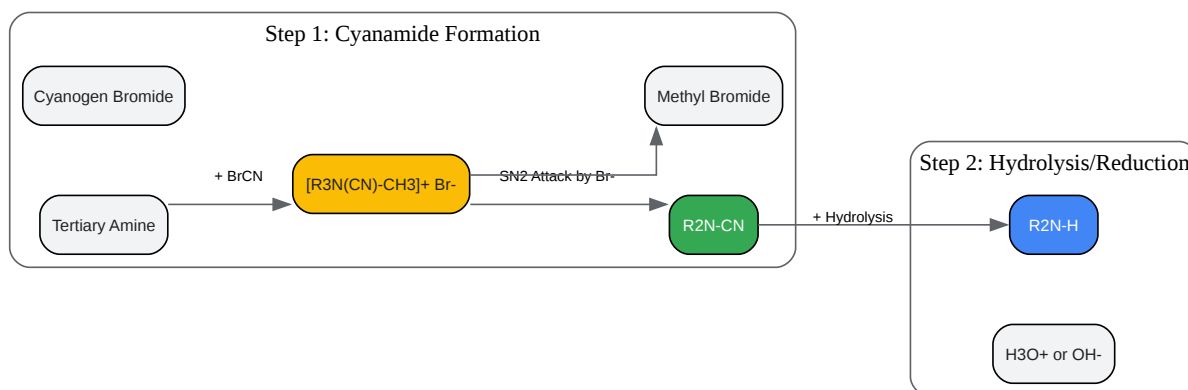 Step 1: Cyanamide Formation
Cyanogen Bromide
Methyl Bromide
Step 2: Hydrolysis/Reduction
+ BrCN
[R3N(CN)-CH3]+ Br-
SN2 Attack by Br-
Tertiary Amine
R2N-CN
+ Hydrolysis
R2N-H
H3O+ or OH-